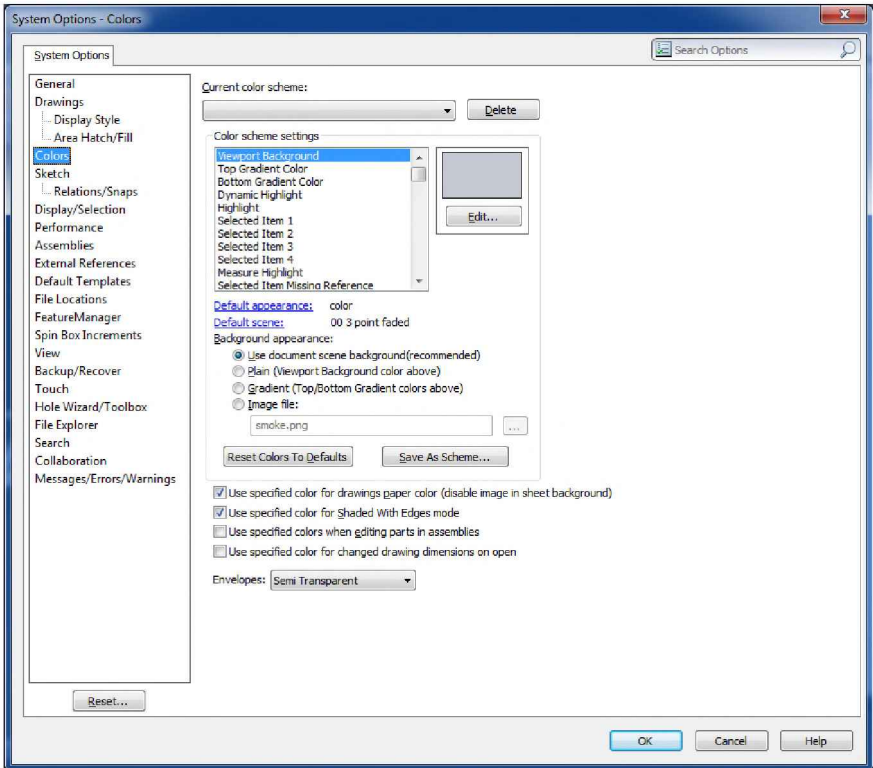 System Options - Colors
System Options
Search Options
General
Drawings
Display Style
Area Hatch/Fill
Colors
Sketch
Relations/Snaps
Display/Selection
Performance
Assemblies
External References
Default Templates
File Locations
FeatureManager
Spin Box Increments
View
Backup/Recover
Touch
Hole Wizard/Toolbox
File Explorer
Search
Collaboration
Messages/Errors/Warnings
Reset...
Current color scheme:
Delete
Color scheme settings
Viewport Background
Top Gradient Color
Bottom Gradient Color
Dynamic Highlight
Highlight
Selected Item 1
Selected Item 2
Selected Item 3
Selected Item 4
Measure Highlight
Selected Item Missing Reference
Edit...
Default appearance: color
Default scene: 00 3 point faded
Background appearance:
Use document scene background(recommended)
Plain (Viewport Background color above)
Gradient (Top/Bottom Gradient colors above)
Image file:
smoke.png
...
Reset Colors To Defaults
Save As Scheme...
Use specified color for drawings paper color (disable image in sheet background)
Use specified color for Shaded With Edges mode
Use specified colors when editing parts in assemblies
Use specified color for changed drawing dimensions on open
Envelopes: Semi Transparent
OK
Cancel
Help